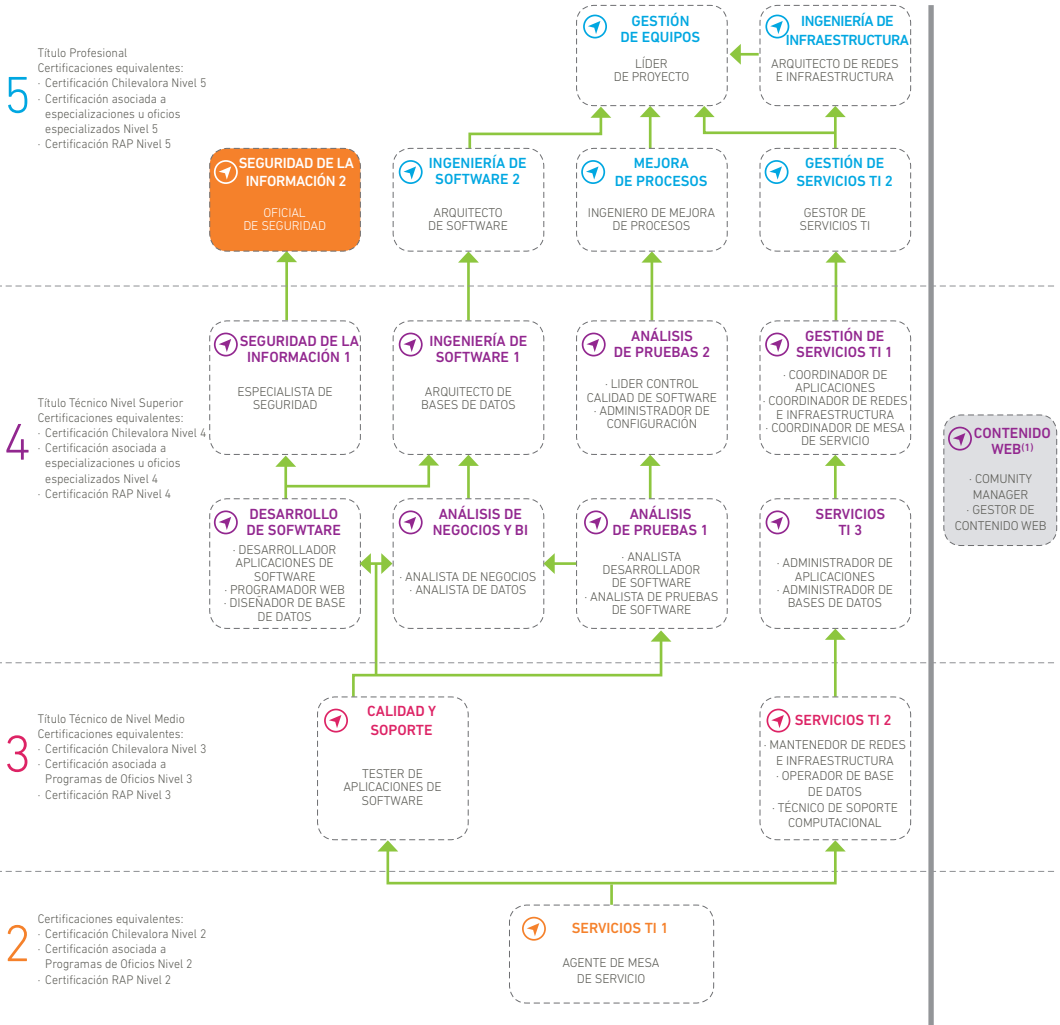 5
Título Profesional
Certificaciones equivalentes:
· Certificación Chilevalora Nivel 5
· Certificación asociada a
especializaciones u oficios
especializados Nivel 5
· Certificación RAP Nivel 5
GESTIÓN
DE EQUIPOS
LÍDER
DE PROYECTO
INGENIERÍA DE
INFRAESTRUCTURA
ARQUITECTO DE REDES
E INFRAESTRUCTURA
SEGURIDAD DE LA
INFORMACIÓN 2
OFICIAL
DE SEGURIDAD
INGENIERÍA DE
SOFTWARE 2
ARQUITECTO
DE SOFTWARE
MEJORA
DE PROCESOS
INGENIERO DE MEJORA
DE PROCESOS
GESTIÓN DE
SERVICIOS TI 2
GESTOR DE
SERVICIOS TI
4
Título Técnico Nivel Superior
Certificaciones equivalentes:
· Certificación Chilevalora Nivel 4
· Certificación asociada a
especializaciones u oficios
especializados Nivel 4
· Certificación RAP Nivel 4
SEGURIDAD DE LA
INFORMACIÓN 1
ESPECIALISTA DE
SEGURIDAD
INGENIERÍA DE
SOFTWARE 1
ARQUITECTO DE
BASES DE DATOS
ANÁLISIS
DE PRUEBAS 2
· LIDER CONTROL
CALIDAD DE SOFTWARE
· ADMINISTRADOR DE
CONFIGURACIÓN
GESTIÓN DE
SERVICIOS TI 1
· COORDINADOR DE
APLICACIONES
· COORDINADOR DE REDES
E INFRAESTRUCTURA
· COORDINADOR DE MESA
DE SERVICIO
CONTENIDO
WEB(1)
· COMUNITY
MANAGER
· GESTOR DE
CONTENIDO WEB
DESARROLLO
DE SOFWTARE
· DESARROLLADOR
APLICACIONES DE
SOFTWARE
· PROGRAMADOR WEB
· DISEÑADOR DE BASE
DE DATOS
ANÁLISIS DE
NEGOCIOS Y BI
· ANALISTA DE NEGOCIOS
· ANALISTA DE DATOS
ANÁLISIS
DE PRUEBAS 1
· ANALISTA
DESARROLLADOR
DE SOFTWARE
· ANALISTA DE PRUEBAS
DE SOFTWARE
SERVICIOS
TI 3
· ADMINISTRADOR DE
APLICACIONES
· ADMINISTRADOR DE
BASES DE DATOS
3
Título Técnico de Nivel Medio
Certificaciones equivalentes:
· Certificación Chilevalora Nivel 3
· Certificación asociada a
Programas de Oficios Nivel 3
· Certificación RAP Nivel 3
CALIDAD Y
SOPORTE
TESTER DE
APLICACIONES DE
SOFTWARE
SERVICIOS TI 2
· MANTENEDOR DE REDES
E INFRAESTRUCTURA
· OPERADOR DE BASE
DE DATOS
· TÉCNICO DE SOPORTE
COMPUTACIONAL
2
Certificaciones equivalentes:
· Certificación Chilevalora Nivel 2
· Certificación asociada a
Programas de Oficios Nivel 2
· Certificación RAP Nivel 2
SERVICIOS TI 1
AGENTE DE MESA
DE SERVICIO